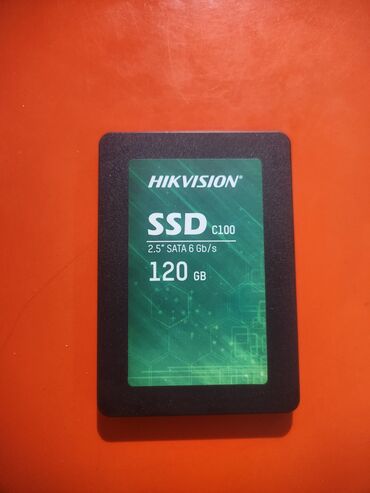 HIKVISION®
SSD C100
2.5" SATA 6 Gb/s
120 GB